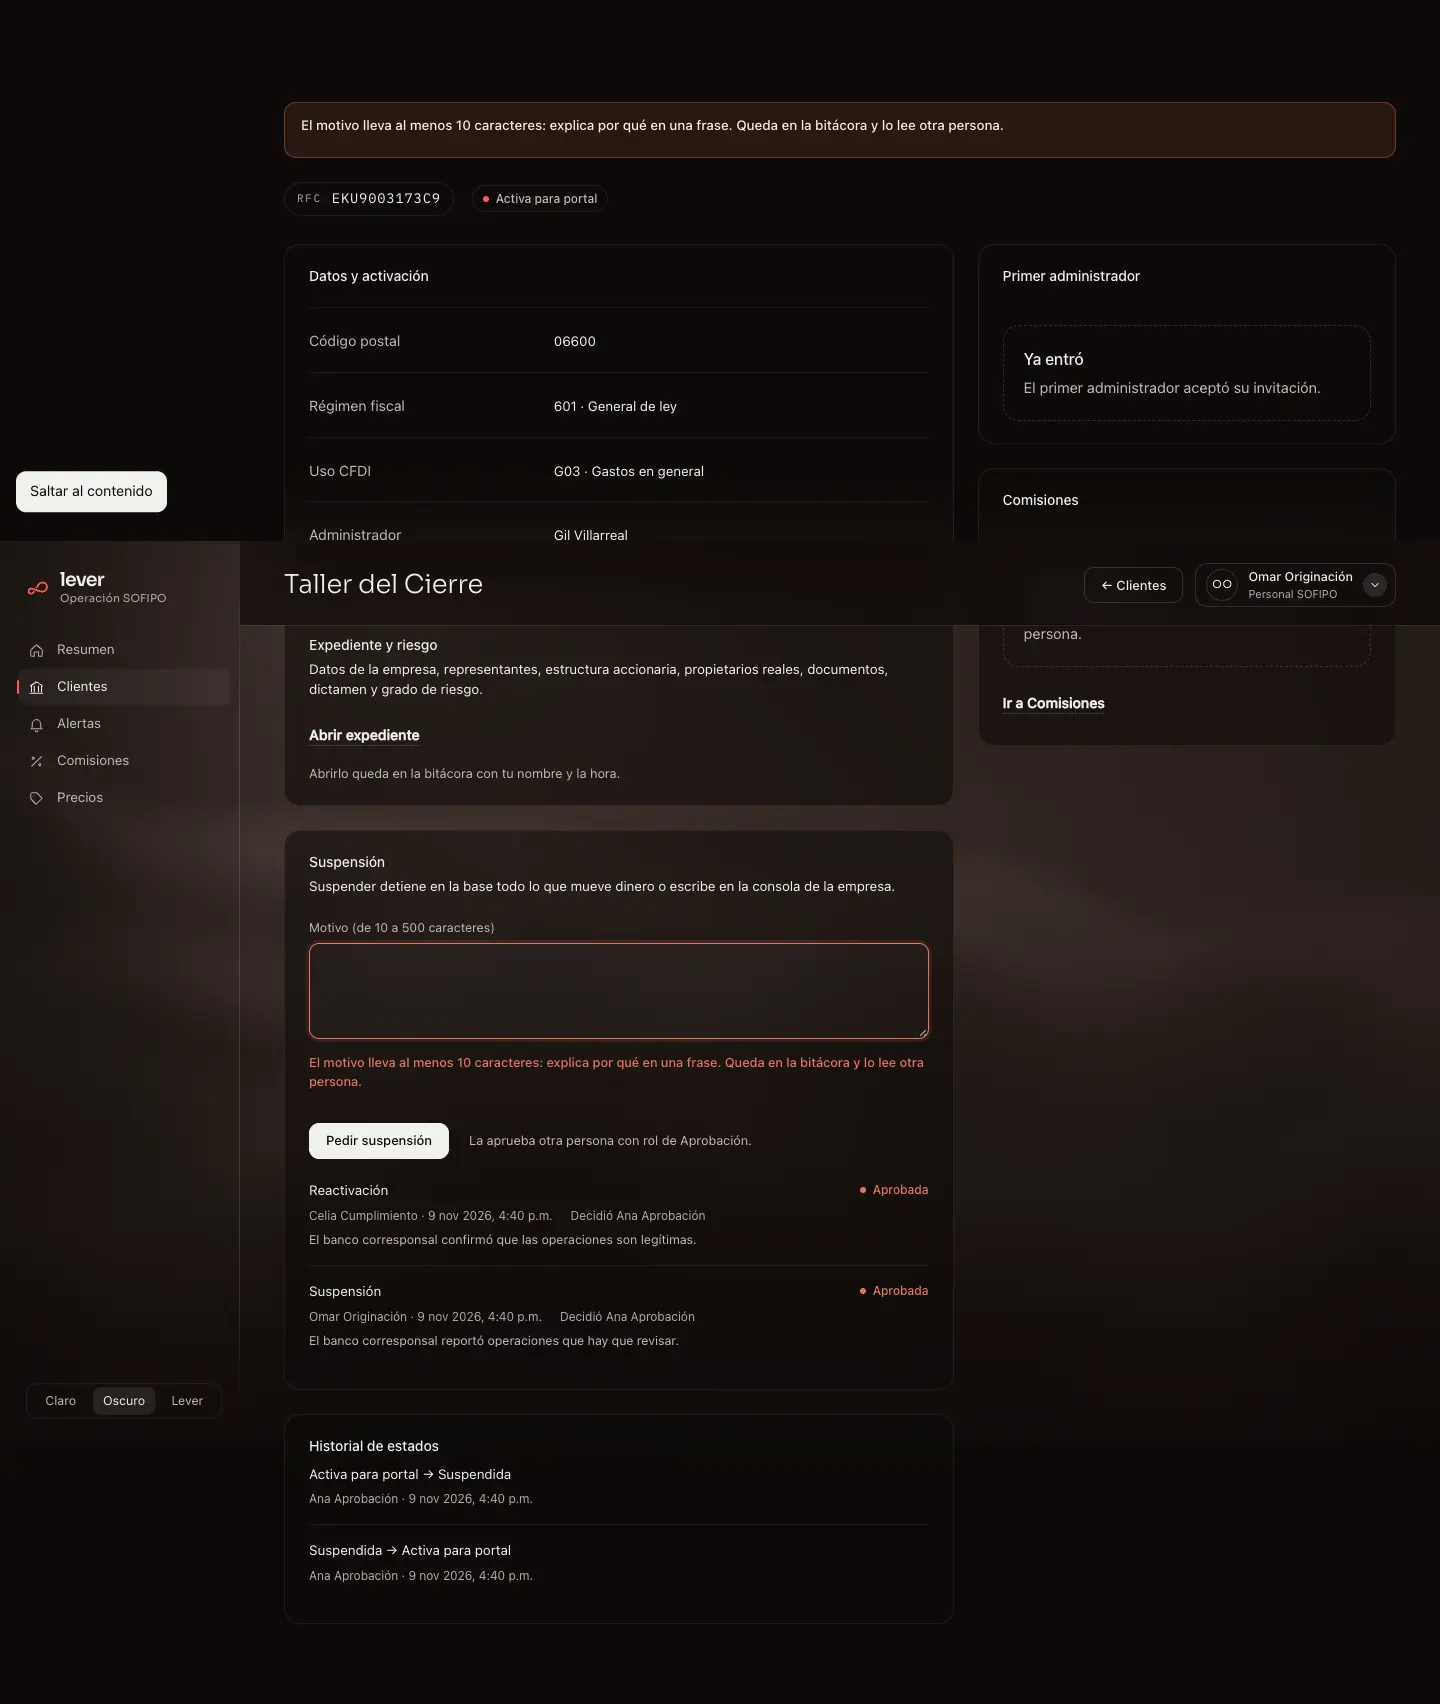 El motivo lleva al menos 10 caracteres: explica por qué en una frase. Queda en la bitácora y lo lee otra persona.
RFC EKU9003173C9
Activa para portal
Datos y activación
Código postal
06600
Régimen fiscal
601 · General de ley
Uso CFDI
G03 · Gastos en general
Administrador
Gil Villarreal
Primer administrador
Ya entró
El primer administrador aceptó su invitación.
Comisiones
Saltar al contenido
lever
Operación SOFIPO
Resumen
Clientes
Alertas
Comisiones
Precios
Taller del Cierre
← Clientes
OO
Omar Originación
Personal SOFIPO
persona.
Ir a Comisiones
Expediente y riesgo
Datos de la empresa, representantes, estructura accionaria, propietarios reales, documentos,
dictamen y grado de riesgo.
Abrir expediente
Abrirlo queda en la bitácora con tu nombre y la hora.
Suspensión
Suspender detiene en la base todo lo que mueve dinero o escribe en la consola de la empresa.
Motivo (de 10 a 500 caracteres)
El motivo lleva al menos 10 caracteres: explica por qué en una frase. Queda en la bitácora y lo lee otra
persona.
Pedir suspensión
La aprueba otra persona con rol de Aprobación.
Reactivación
Aprobada
Celia Cumplimiento · 9 nov 2026, 4:40 p.m. Decidió Ana Aprobación
El banco corresponsal confirmó que las operaciones son legítimas.
Suspensión
Aprobada
Omar Originación · 9 nov 2026, 4:40 p.m. Decidió Ana Aprobación
El banco corresponsal reportó operaciones que hay que revisar.
Claro
Oscuro
Lever
Historial de estados
Activa para portal → Suspendida
Ana Aprobación · 9 nov 2026, 4:40 p.m.
Suspendida → Activa para portal
Ana Aprobación · 9 nov 2026, 4:40 p.m.